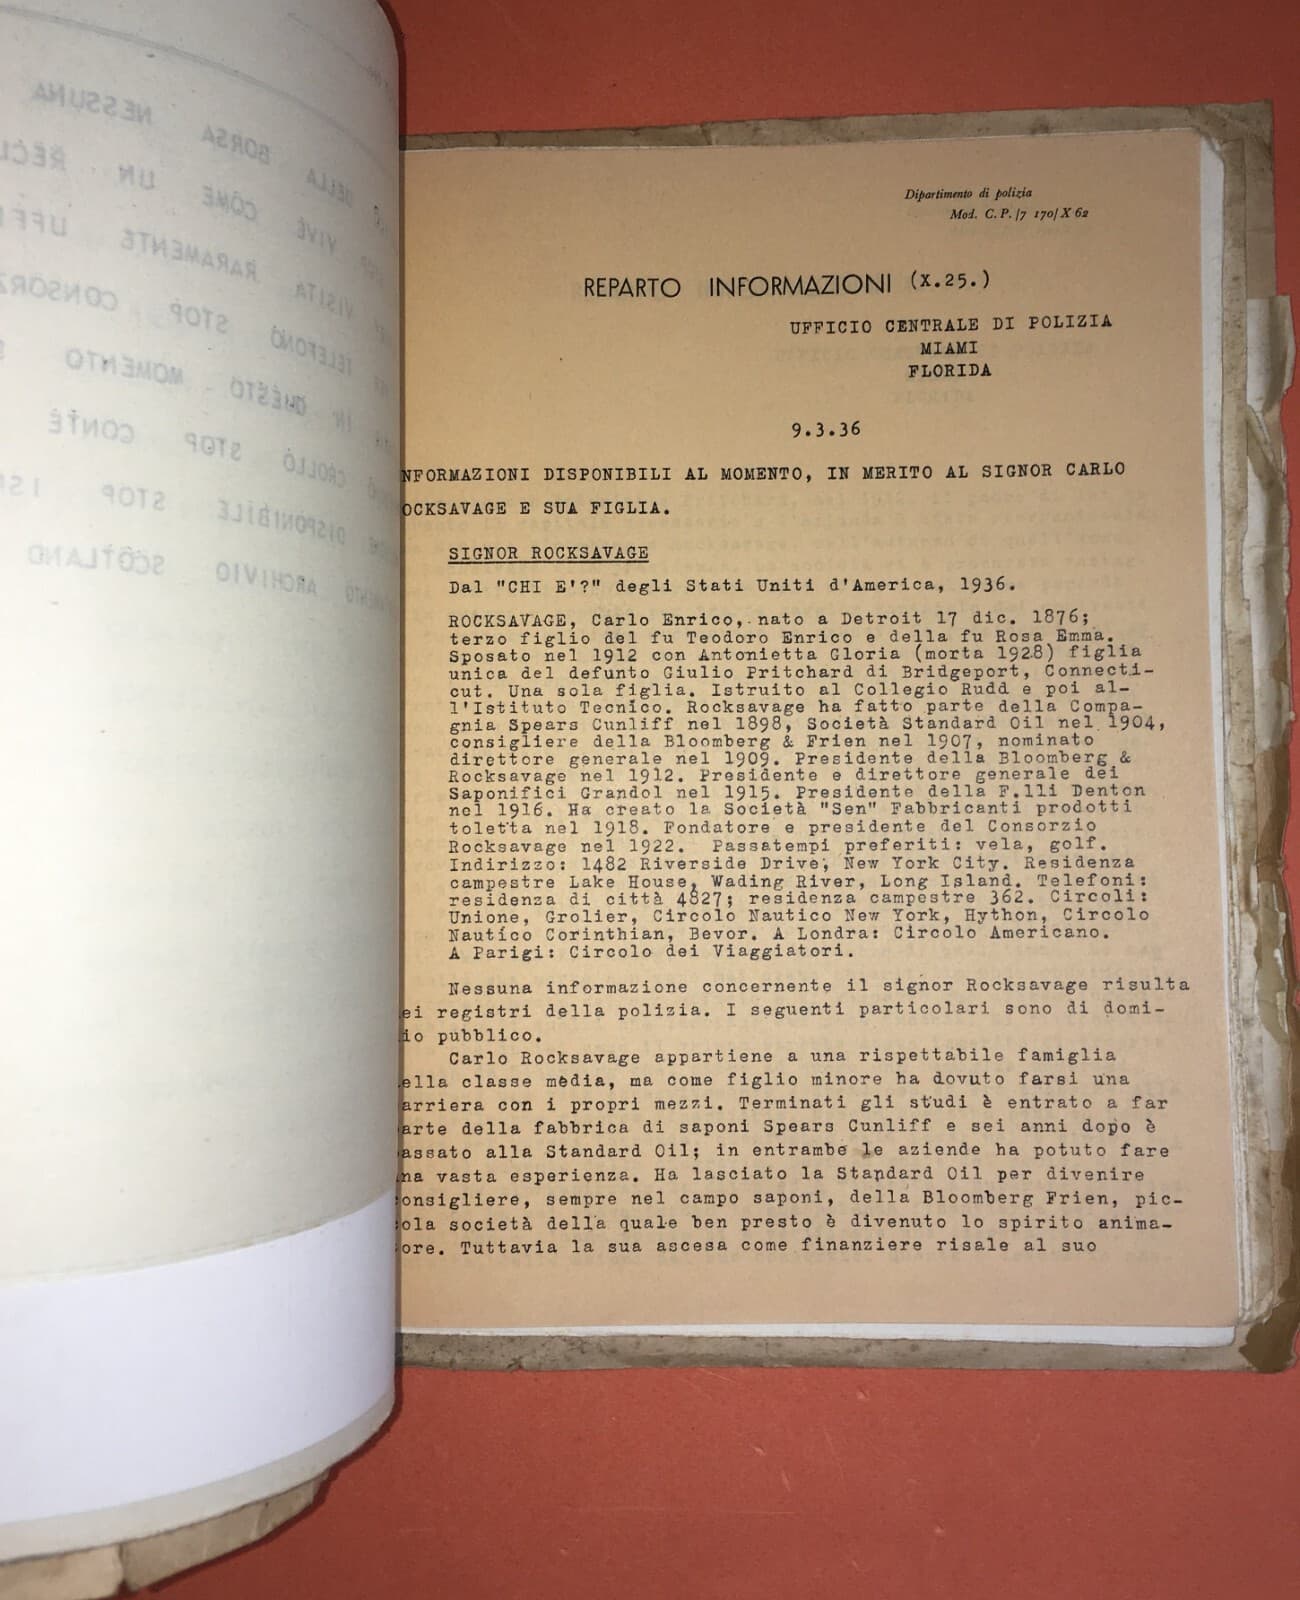 Dipartimento di polizia
Mod. C. P. /7 170/ X 62
REPARTO INFORMAZIONI (X.25.)
UFFICIO CENTRALE DI POLIZIA
MIAMI
FLORIDA
9.3.36
NFORMAZIONI DISPONIBILI AL MOMENTO, IN MERITO AL SIGNOR CARLO
OCKSAVAGE E SUA FIGLIA.
SIGNOR ROCKSAVAGE
Dal "CHI E'?" degli Stati Uniti d'America, 1936.
ROCKSAVAGE, Carlo Enrico, nato a Detroit 17 dic. 1876;
terzo figlio del fu Teodoro Enrico e della fu Rosa Emma.
Sposato nel 1912 con Antonietta Gloria (morta 1928) figlia
unica del defunto Giulio Pritchard di Bridgeport, Connecti-
cut. Una sola figlia. Istruito al Collegio Rudd e poi al-
l'Istituto Tecnico. Rocksavage ha fatto parte della Compa-
gnia Spears Cunliff nel 1898, Società Standard Oil nel 1904,
consigliere della Bloomberg & Frien nel 1907, nominato
direttore generale nel 1909. Presidente della Bloomberg &
Rocksavage nel 1912. Presidente e direttore generale dei
Saponifici Grandol nel 1915. Presidente della F.lli Denton
nel 1916. Ha creato la Società "Sen" Fabbricanti prodotti
toletta nel 1918. Fondatore e presidente del Consorzio
Rocksavage nel 1922. Passatempi preferiti: vela, golf.
Indirizzo: 1482 Riverside Drive, New York City. Residenza
campestre Lake House, Wading River, Long Island. Telefoni:
residenza di città 4827; residenza campestre 362. Circoli:
Unione, Grolier, Circolo Nautico New York, Hython, Circolo
Nautico Corinthian, Bevor. A Londra: Circolo Americano.
A Parigi: Circolo dei Viaggiatori.
Nessuna informazione concernente il signor Rocksavage risulta
ei registri della polizia. I seguenti particolari sono di domi-
io pubblico.
Carlo Rocksavage appartiene a una rispettabile famiglia
ella classe media, ma come figlio minore ha dovuto farsi una
arriera con i propri mezzi. Terminati gli studi è entrato a far
arte della fabbrica di saponi Spears Cunliff e sei anni dopo è
assato alla Standard Oil; in entrambe le aziende ha potuto fare
na vasta esperienza. Ha lasciato la Standard Oil per divenire
onsigliere, sempre nel campo saponi, della Bloomberg Frien, pic-
ola società della quale ben presto è divenuto lo spirito anima-
ore. Tuttavia la sua ascesa come finanziere risale al suo